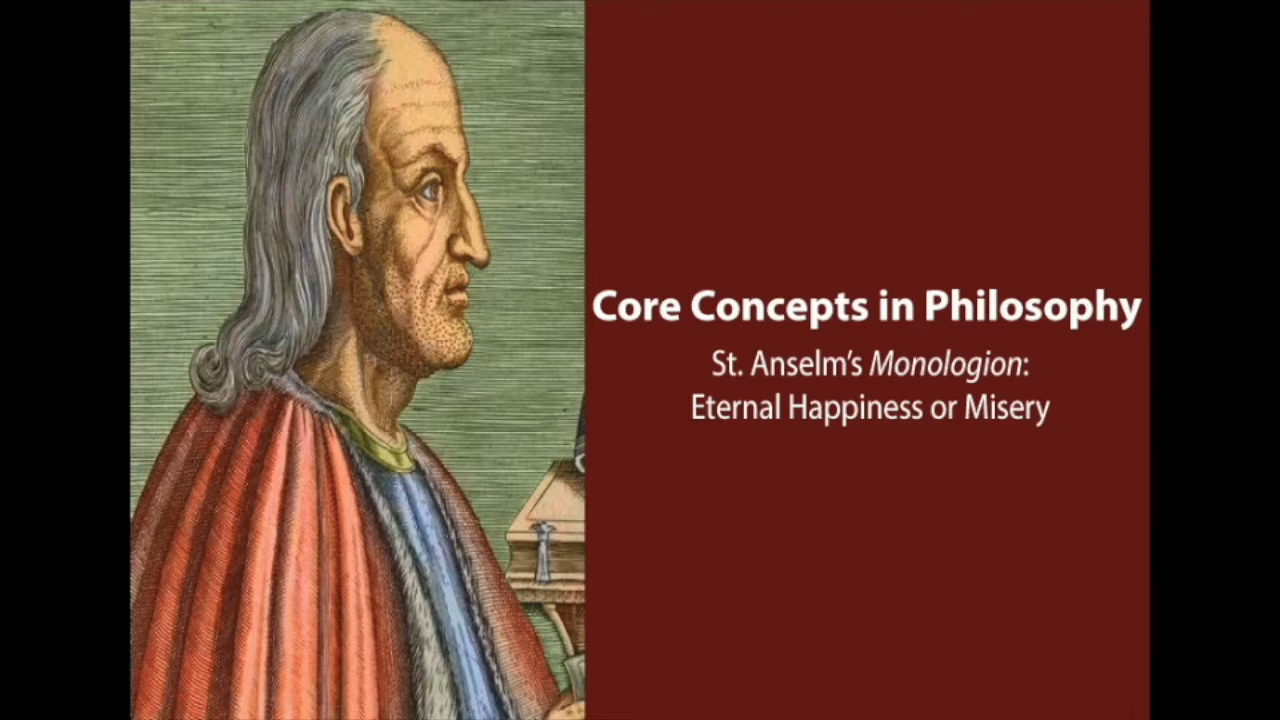 Core Concepts in Philosophy
St. Anselm’s Monologion:
Eternal Happiness or Misery